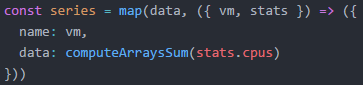 const series = map(data, ({ vm, stats }) => ({
  name: vm,
  data: computeArraysSum(stats.cpus)
}))